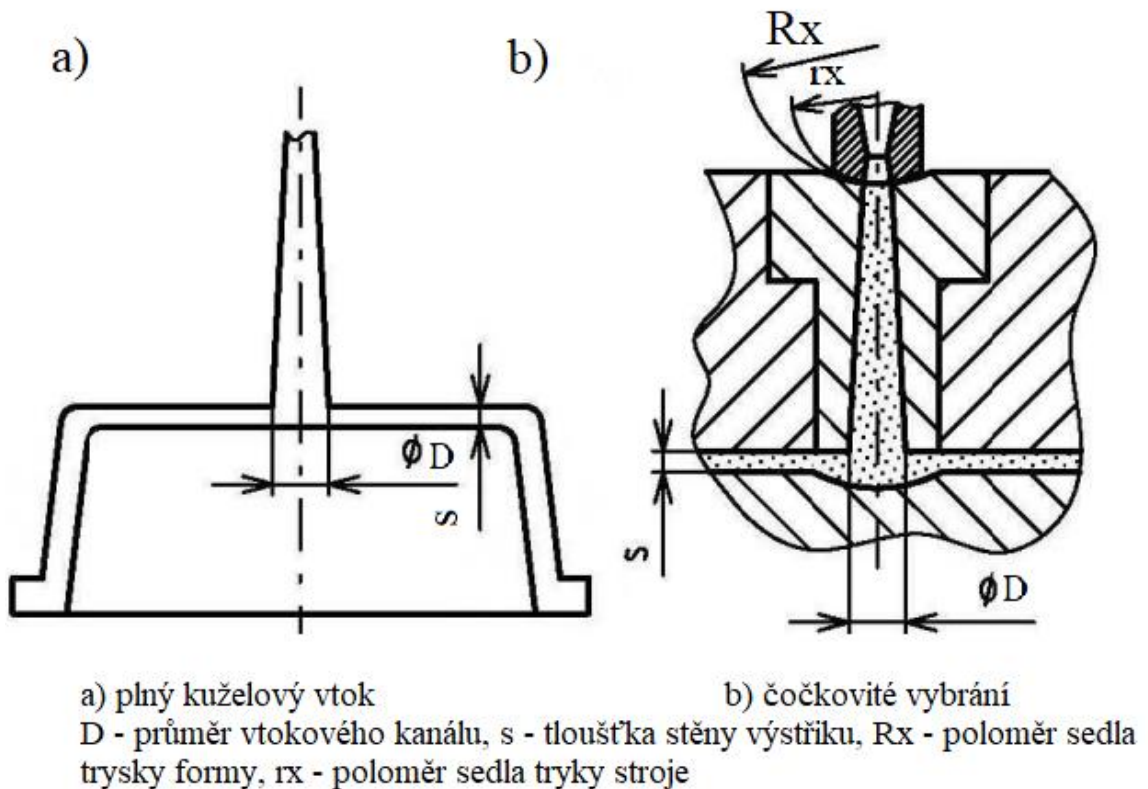 a)
b)
Rx
rx
ϕD
s
s
ϕD
a) plný kuželový vtok
b) čočkovité vybrání
D - průměr vtokového kanálu, s - tloušťka stěny výstřiku, Rx - poloměr sedla
trysky formy, rx - poloměr sedla tryky stroje